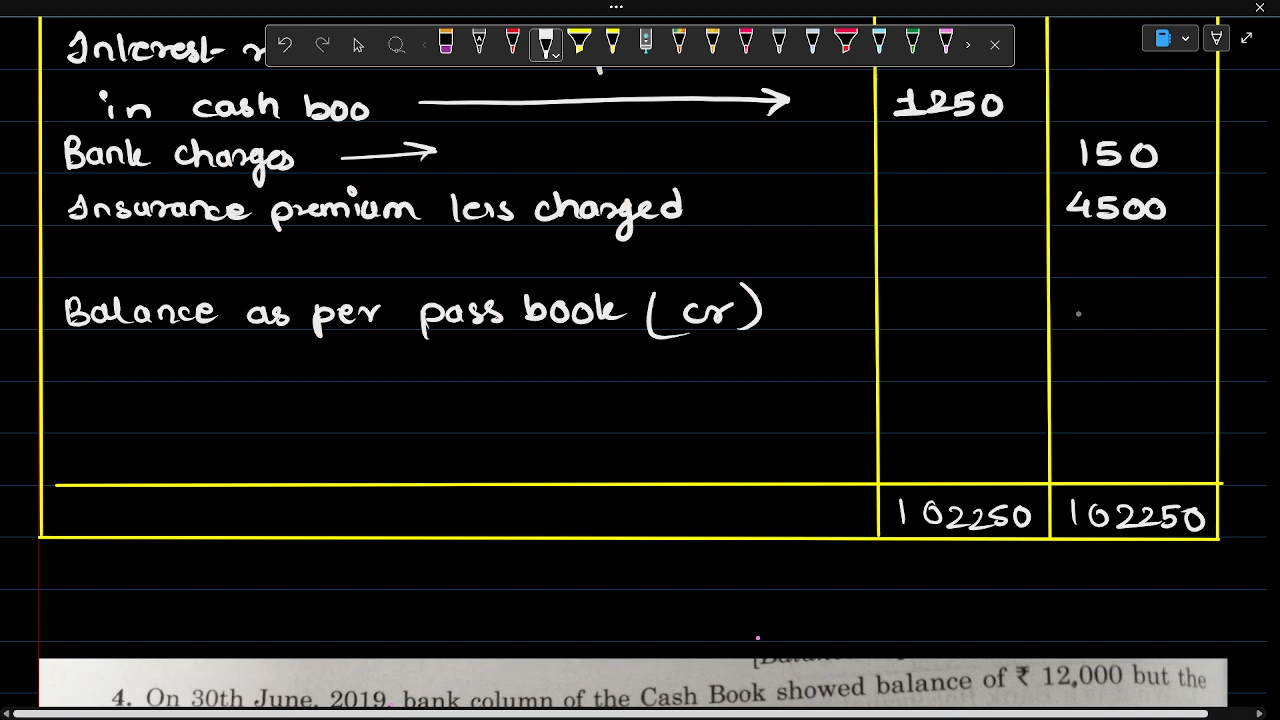 Interest
in cash boo 1250
Bank charges 150
Insurance premium less charged 4500
Balance as per pass book (cr)
102250 102250
4. On 30th June, 2019, bank column of the Cash Book showed balance of ₹ 12,000 but the